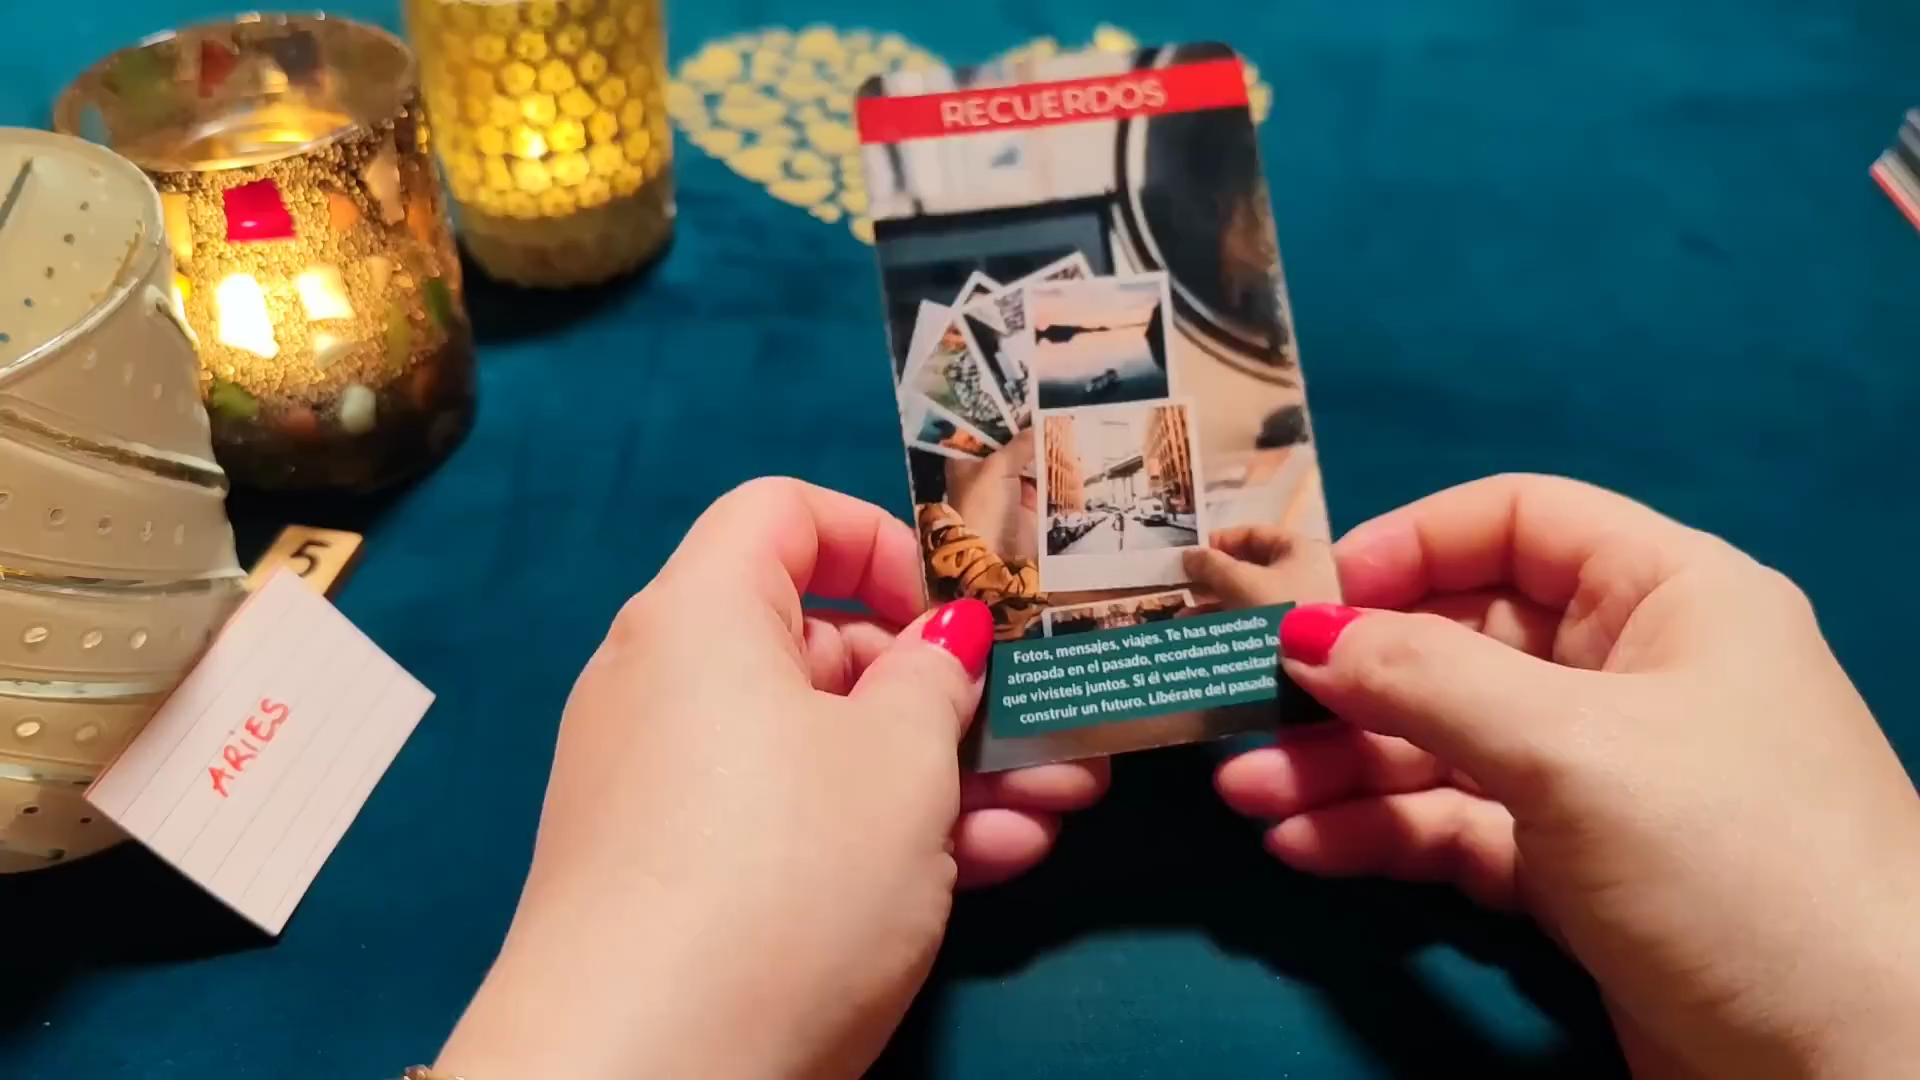 RECUERDOS
Fotos, mensajes, viajes. Te has quedado
atrapada en el pasado, recordando todo lo
que vivisteis juntos. Si él vuelve, necesitará
construir un futuro. Libérate del pasado
5
ARIES